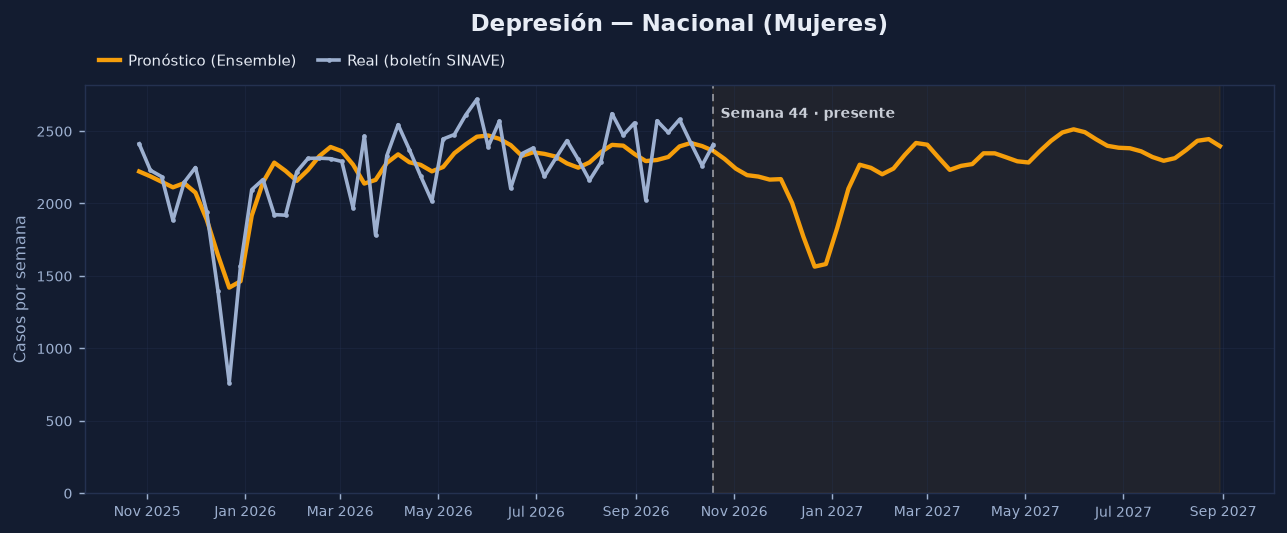 Depresión — Nacional (Mujeres)
Pronóstico (Ensemble) Real (boletín SINAVE)
Semana 44 · presente
Casos por semana
2500
2000
1500
1000
500
0
Nov 2025 Jan 2026 Mar 2026 May 2026 Jul 2026 Sep 2026 Nov 2026 Jan 2027 Mar 2027 May 2027 Jul 2027 Sep 2027